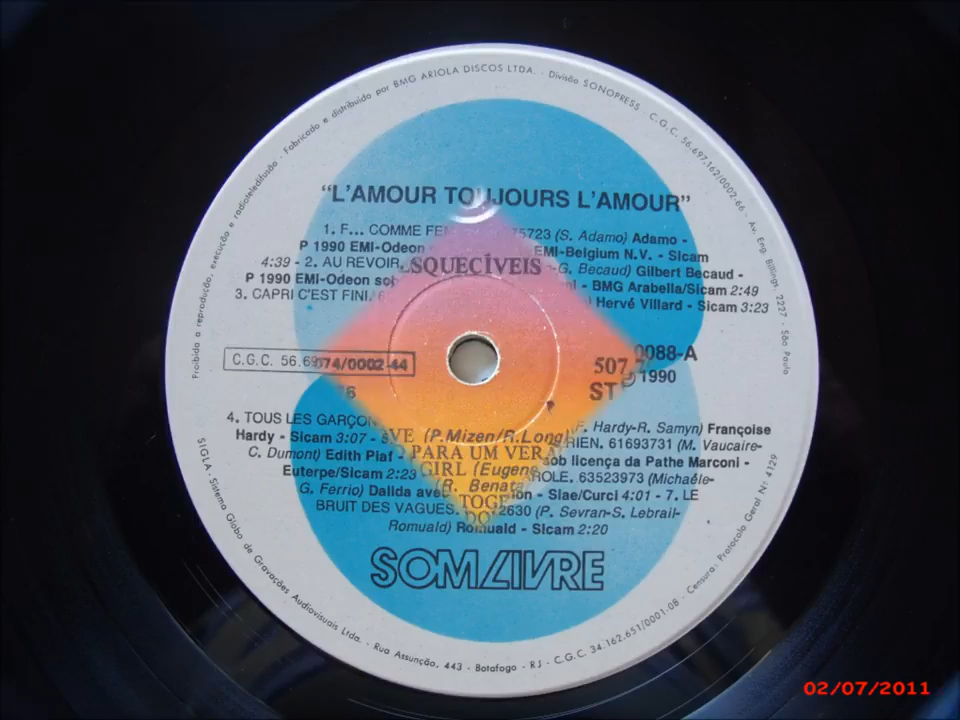 Proibida a reprodução, execução e radioteledifusão · Fabricado e distribuído por BMG ARIOLA DISCOS LTDA. · Divisão SONOPRESS · C.G.C. 56.697.162/0002-66 · Av. Eng. Billings, 2227 · São Paulo
"L'AMOUR TOUJOURS L'AMOUR"
1. F... COMME 75723 (S. Adamo) Adamo -
P 1990 EMI-Odeon EMI-Belgium N.V. - Sicam
4:39 - 2. AU REVOIR, G. Becaud) Gilbert Becaud -
SQUECÍVEIS
P 1990 EMI-Odeon - BMG Arabella/Sicam 2:49
3. CAPRI C'EST FINI. Hervé Villard - Sicam 3:23
C.G.C. 56.69 74/0002-44
0088-A
507.
ST P 1990
4. TOUS LES GARÇON F. Hardy-R. Samyn) Françoise
Hardy - Sicam 3:07 - VE (P.Mizen/R.Long) RIEN. 61693731 (M. Vaucaire-
C. Dumont) Edith Piaf PARA UM VERA sob licença da Pathe Marconi -
Euterpe/Sicam 2:23 GIRL (Eugene ROLE. 63523973 (Michaéle-
G. Ferrio) Dalida (R. Benata - Slae/Curci 4:01 - 7. LE
TOGE
BRUIT DES VAGUES. 2630 (P. Sevran-S. Lebrail-
Romuald) Romuald - Sicam 2:20
SOM LIVRE
SIGLA - Sistema Globo de Gravações Audiovisuais Ltda. · Rua Assunção, 443 - Botafogo - RJ - C.G.C. 34.162.651/0001-08 - Censura: Protocolo Geral Nº 4129
02/07/2011